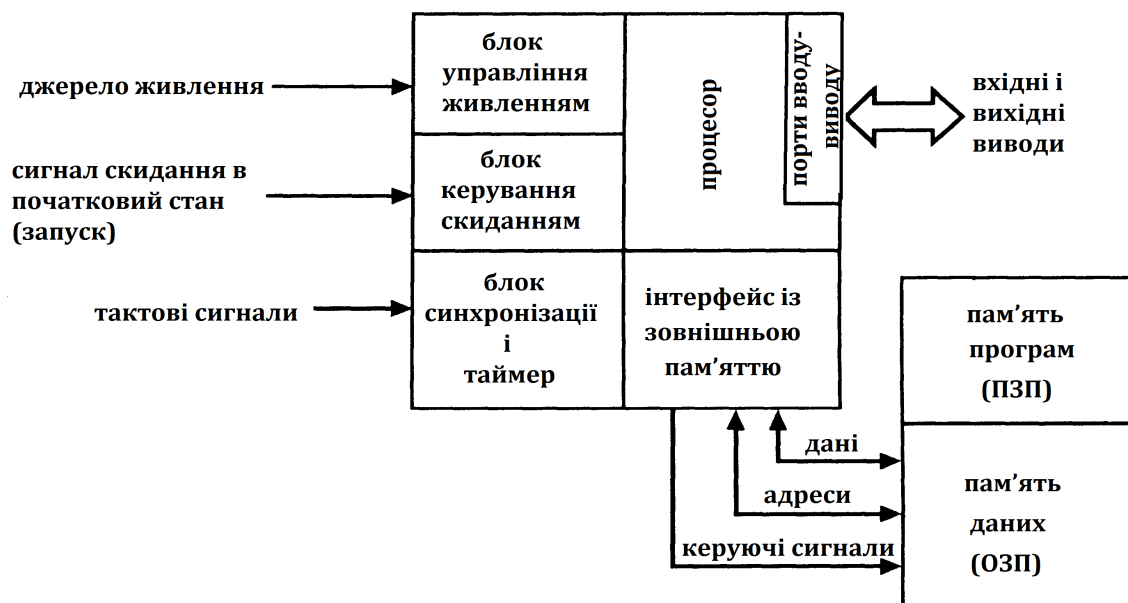 джерело живлення
сигнал скидання в
початковий стан
(запуск)
тактові сигнали
блок
управління
живленням
блок
керування
скиданням
блок
синхронізації
і
таймер
процесор
порти вводу-
виводу
інтерфейс із
зовнішньою
пам’яттю
вхідні і
вихідні
виводи
пам’ять
програм
(ПЗП)
дані
адреси
керуючі сигнали
пам’ять
даних
(ОЗП)